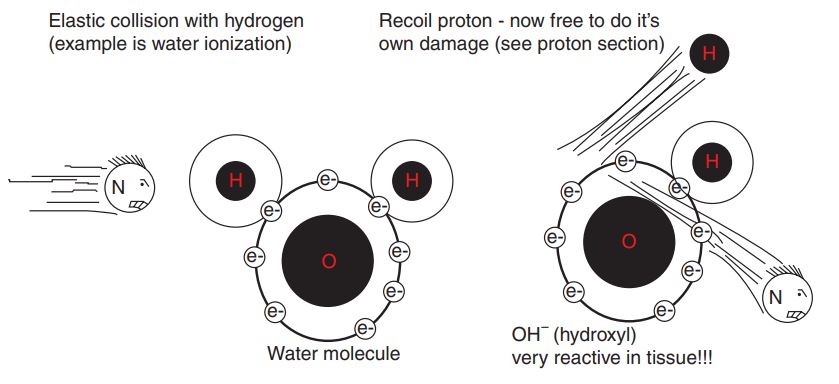 Elastic collision with hydrogen
(example is water ionization)
Recoil proton - now free to do it's
own damage (see proton section)
H
N
H
H
e-
e-
e-
e-
e-
e-
e-
e-
O
Water molecule
H
e-
e-
e-
e-
e-
e-
e-
e-
O
N
OH⁻ (hydroxyl)
very reactive in tissue!!!